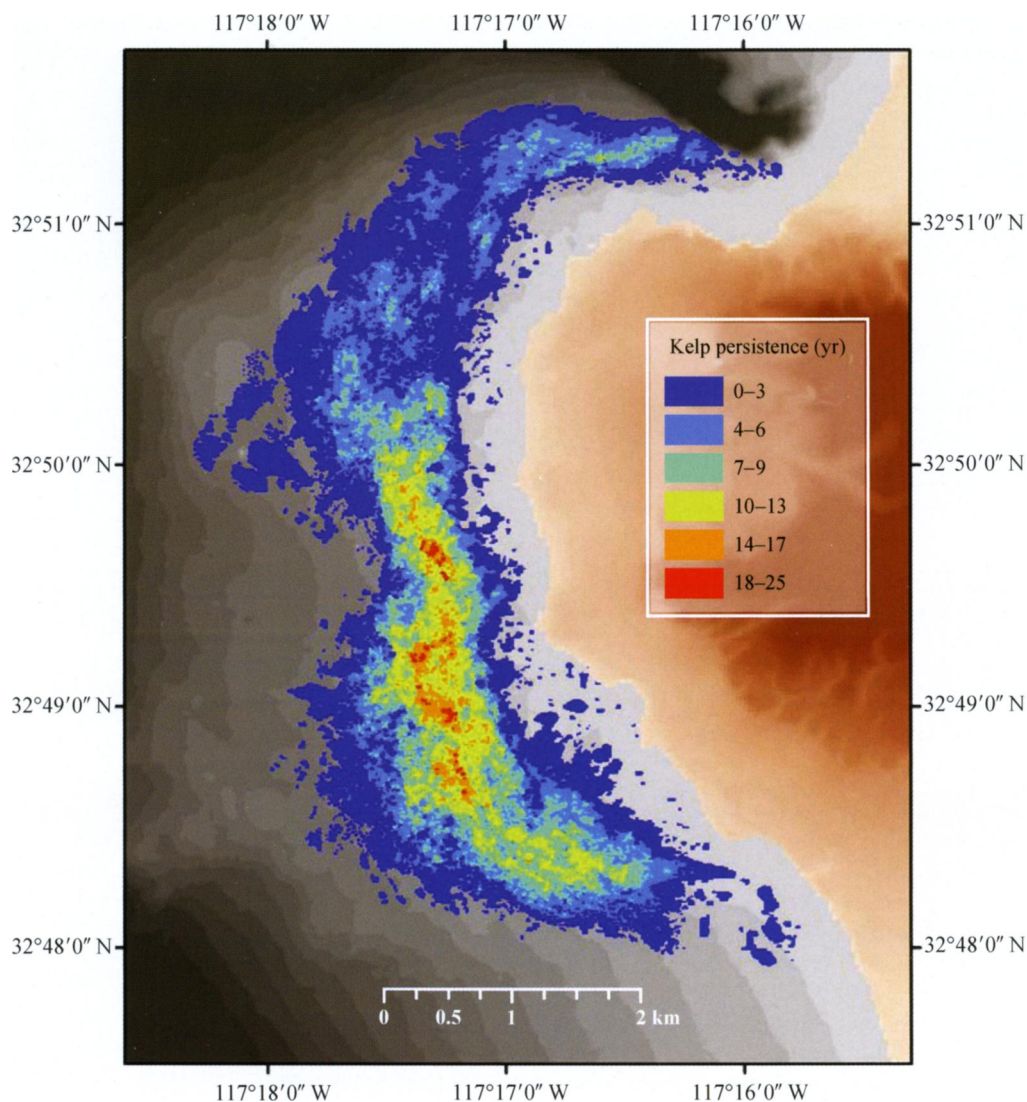 117°18′0″ W 117°17′0″ W 117°16′0″ W
32°51′0″ N 32°51′0″ N
Kelp persistence (yr)
0–3
4–6
32°50′0″ N 32°50′0″ N
7–9
10–13
14–17
18–25
32°49′0″ N 32°49′0″ N
32°48′0″ N 32°48′0″ N
0 0.5 1 2 km
117°18′0″ W 117°17′0″ W 117°16′0″ W